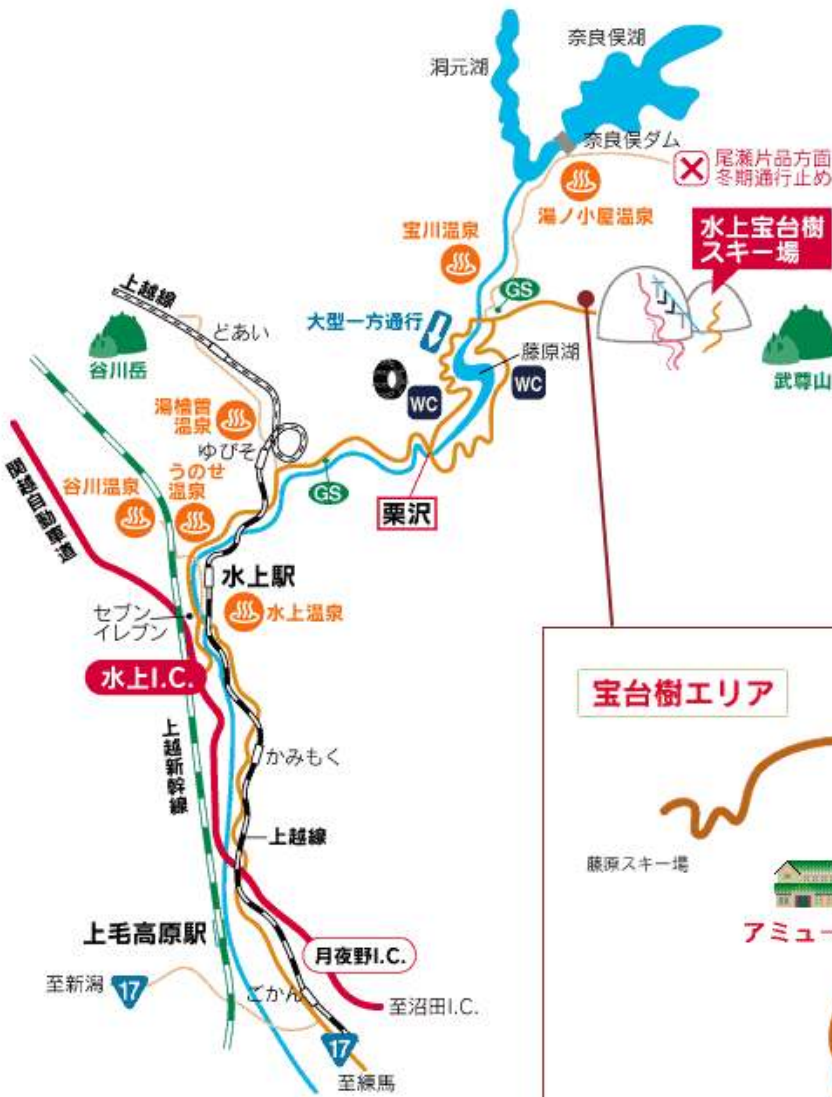 奈良俣湖
洞元湖
奈良俣ダム
尾瀬片品方面
冬期通行止め
湯ノ小屋温泉
宝川温泉
水上宝台樹
スキー場
上越線
GS
大型一方通行
どあい
藤原湖
谷川岳
武尊山
WC
WC
湯檜曽
温泉
ゆびそ
うのせ
温泉
谷川温泉
GS
栗沢
関越自動車道
水上駅
水上温泉
セブン
イレブン
水上I.C.
宝台樹エリア
上越新幹線
かみもく
上越線
藤原スキー場
アミュー
上毛高原駅
月夜野I.C.
至新潟
17
ごかん
至沼田I.C.
17
至練馬